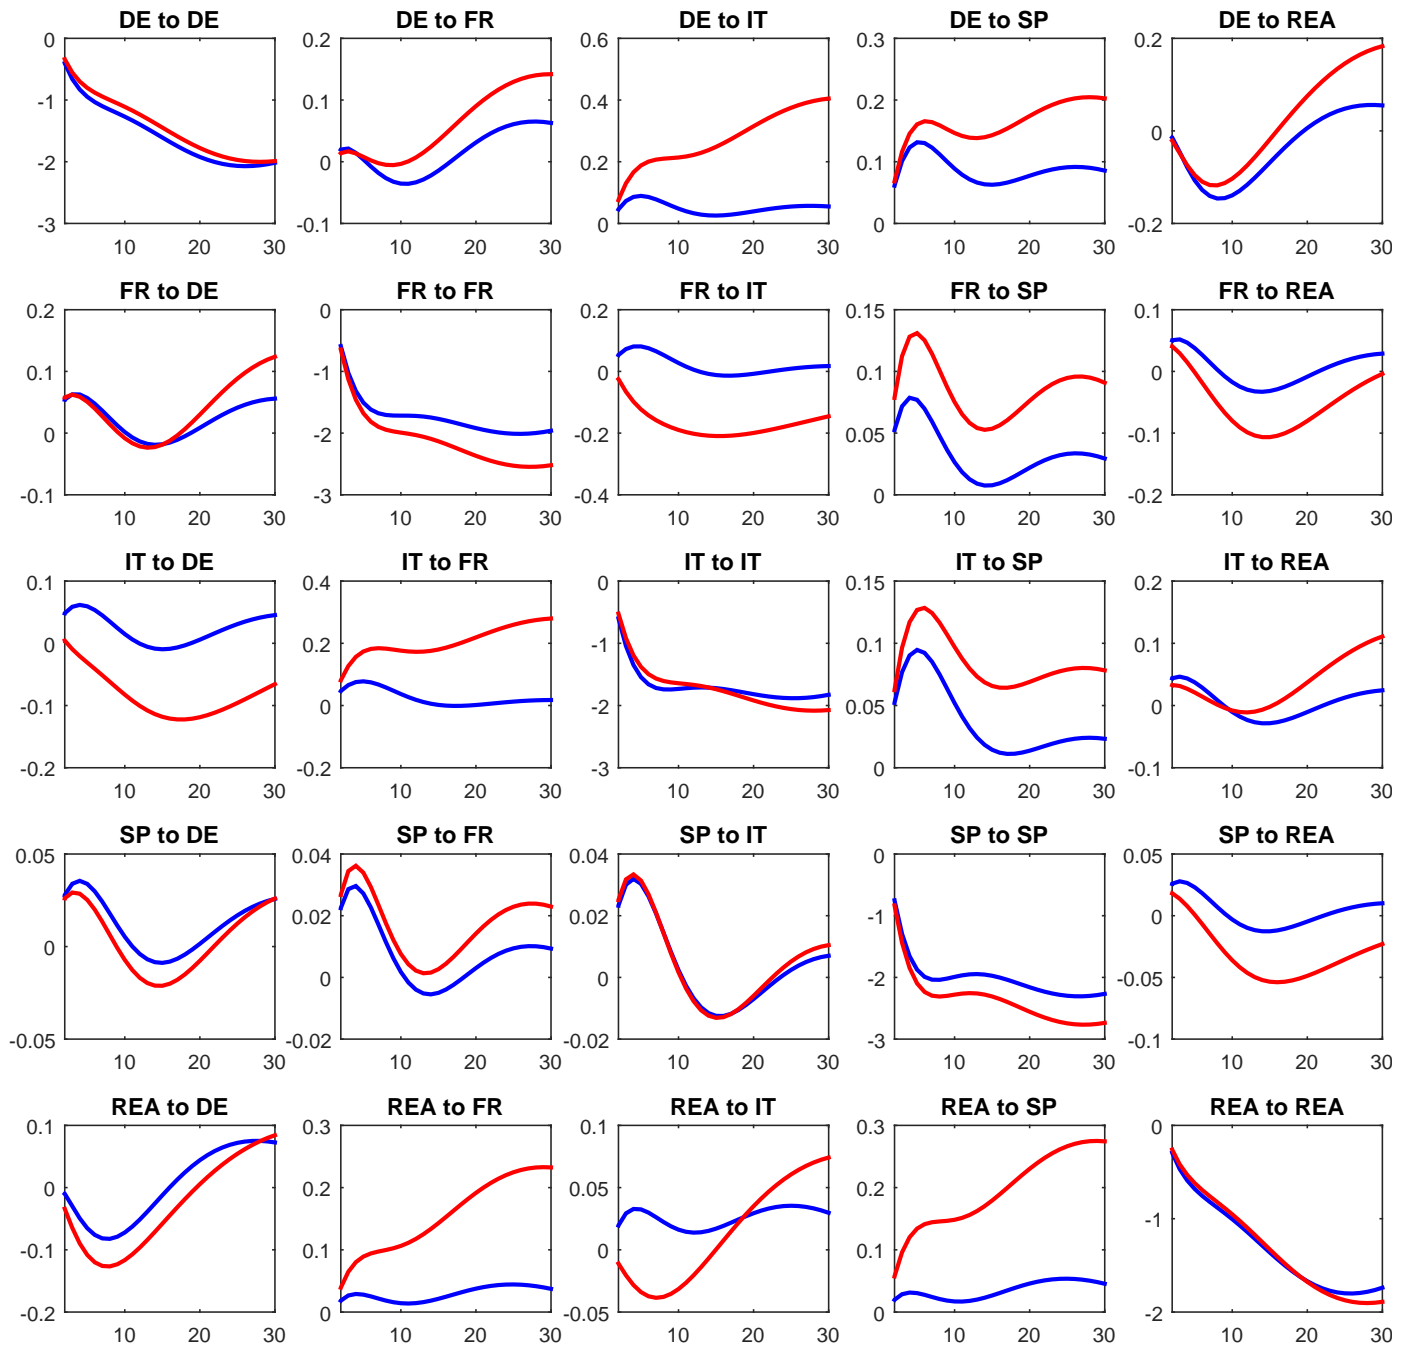 DE to DE DE to FR DE to IT DE to SP DE to REA
0 0.2 0.6 0.3 0.2
-1 0.1 0.4 0.2 0
-2 0 0.2 0.1
-3 -0.1 0 0 -0.2
10 20 30 10 20 30 10 20 30 10 20 30 10 20 30
FR to DE FR to FR FR to IT FR to SP FR to REA
0.2 0 0.2 0.15 0.1
0.1 -1 0 0.1 0
0 -2 -0.2 0.05 -0.1
-0.1 -3 -0.4 0 -0.2
10 20 30 10 20 30 10 20 30 10 20 30 10 20 30
IT to DE IT to FR IT to IT IT to SP IT to REA
0.1 0.4 0 0.15 0.2
0 0.2 -1 0.1 0.1
-0.1 0 -2 0.05 0
-0.2 -0.2 -3 0 -0.1
10 20 30 10 20 30 10 20 30 10 20 30 10 20 30
SP to DE SP to FR SP to IT SP to SP SP to REA
0.05 0.04 0.04 0 0.05
0 0.02 0.02 -1 0
0 0 -2 -0.05
-0.05 -0.02 -0.02 -3 -0.1
10 20 30 10 20 30 10 20 30 10 20 30 10 20 30
REA to DE REA to FR REA to IT REA to SP REA to REA
0.1 0.3 0.1 0.3 0
0 0.2 0.05 0.2 -1
-0.1 0.1 0 0.1
-0.2 0 -0.05 0 -2
10 20 30 10 20 30 10 20 30 10 20 30 10 20 30